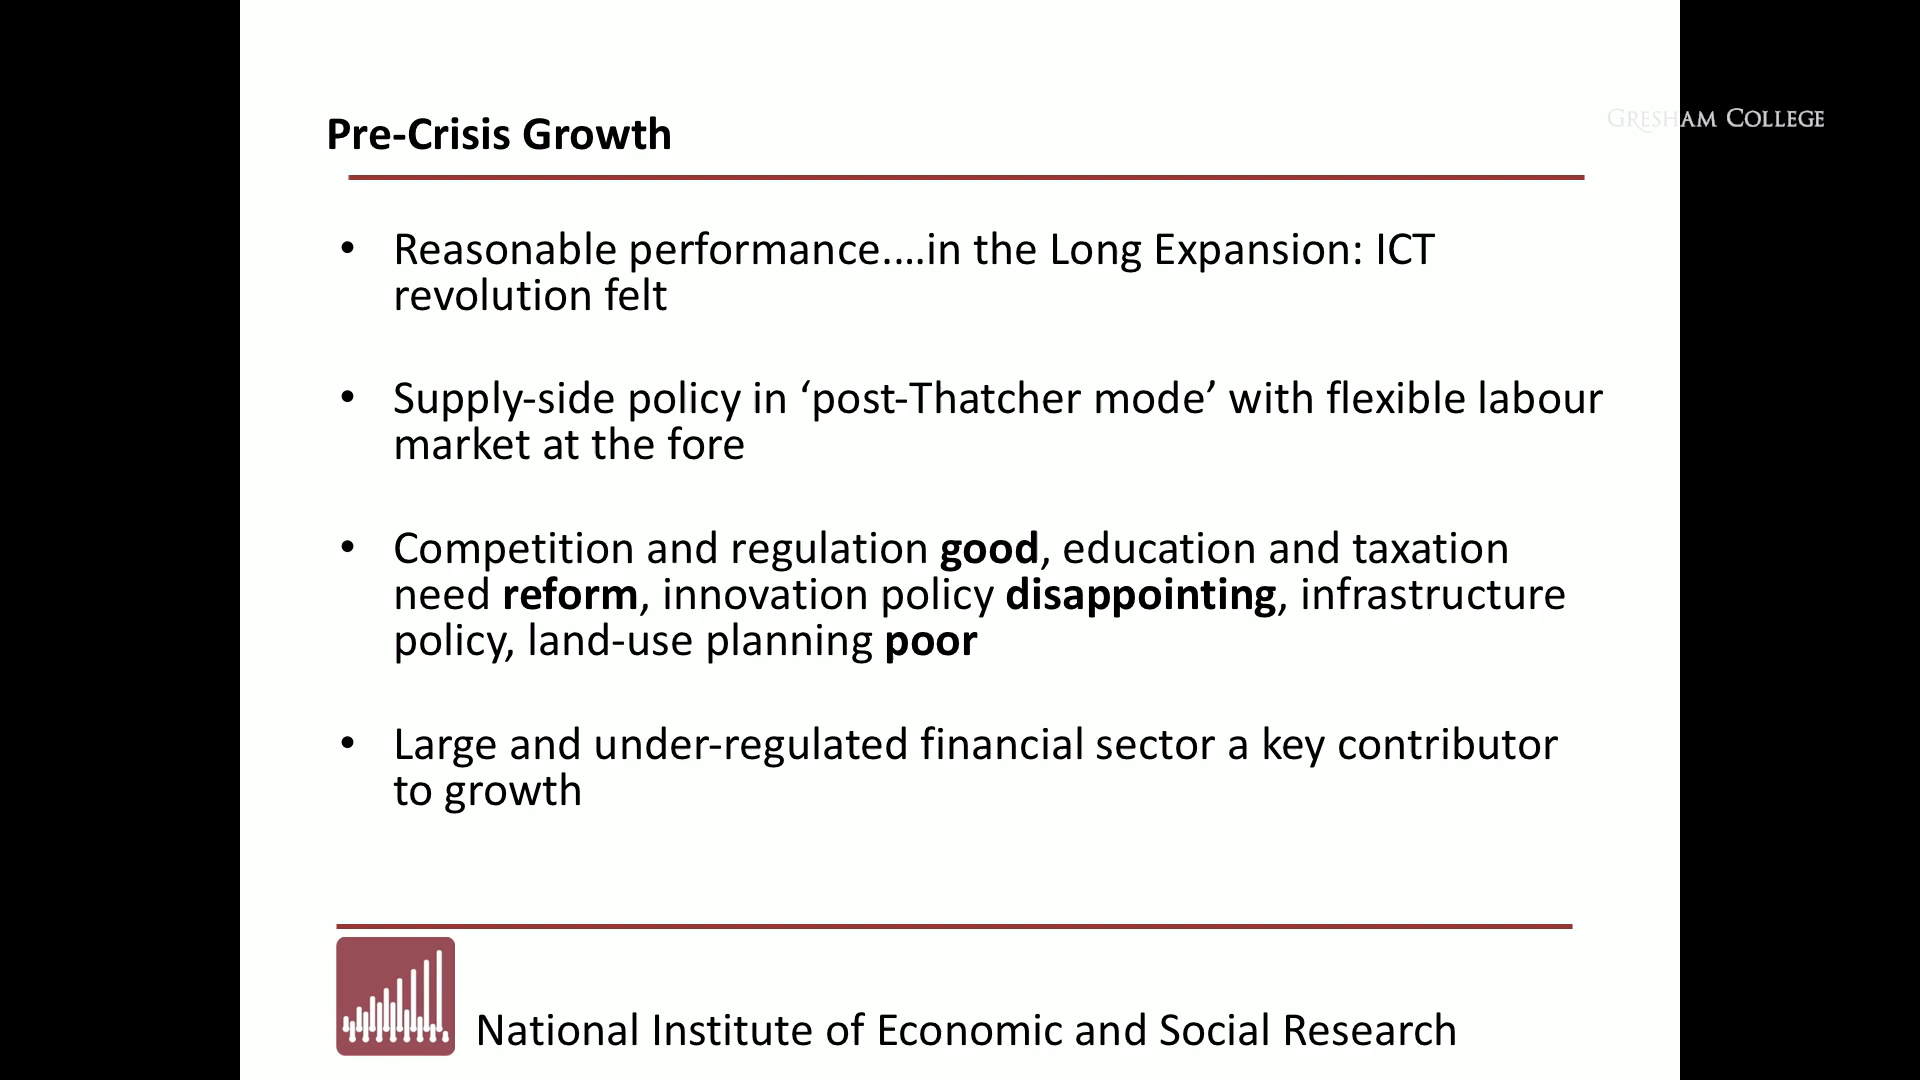 Pre-Crisis Growth
GRESHAM COLLEGE
• Reasonable performance....in the Long Expansion: ICT
revolution felt
• Supply-side policy in ‘post-Thatcher mode’ with flexible labour
market at the fore
• Competition and regulation good, education and taxation
need reform, innovation policy disappointing, infrastructure
policy, land-use planning poor
• Large and under-regulated financial sector a key contributor
to growth
National Institute of Economic and Social Research